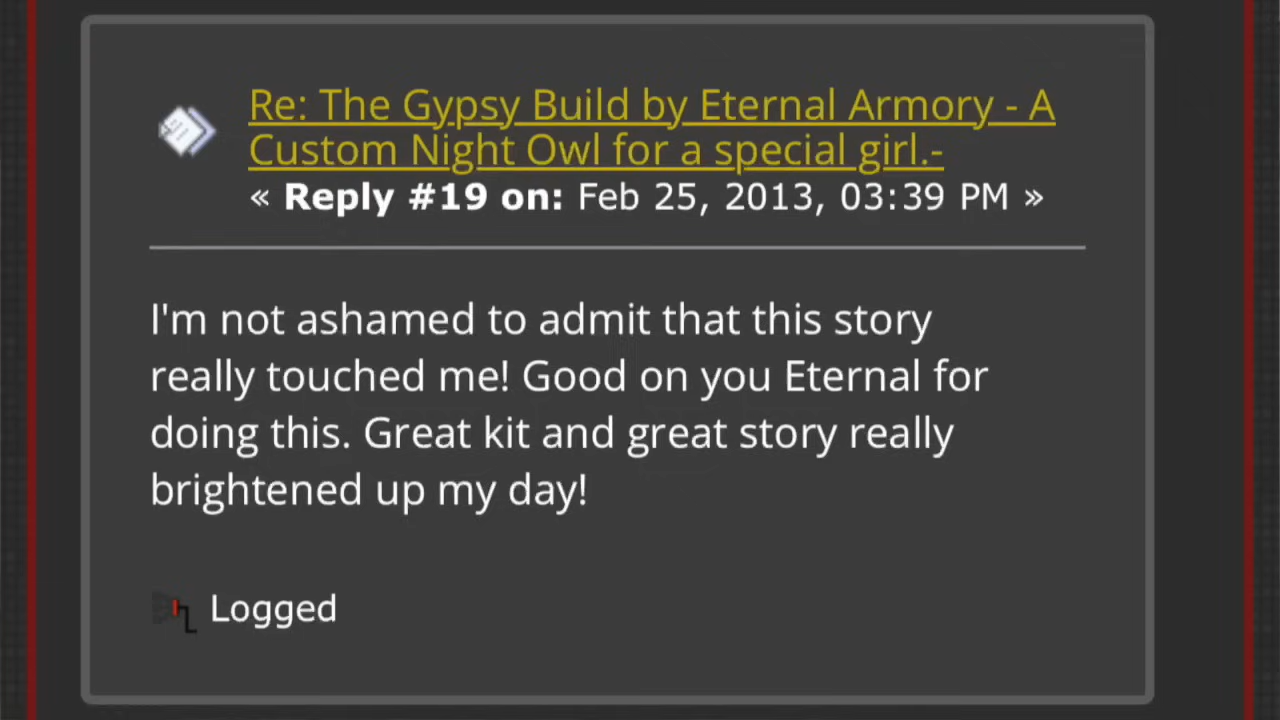 Re: The Gypsy Build by Eternal Armory - A
Custom Night Owl for a special girl.-
« Reply #19 on: Feb 25, 2013, 03:39 PM »
I'm not ashamed to admit that this story
really touched me! Good on you Eternal for
doing this. Great kit and great story really
brightened up my day!
Logged